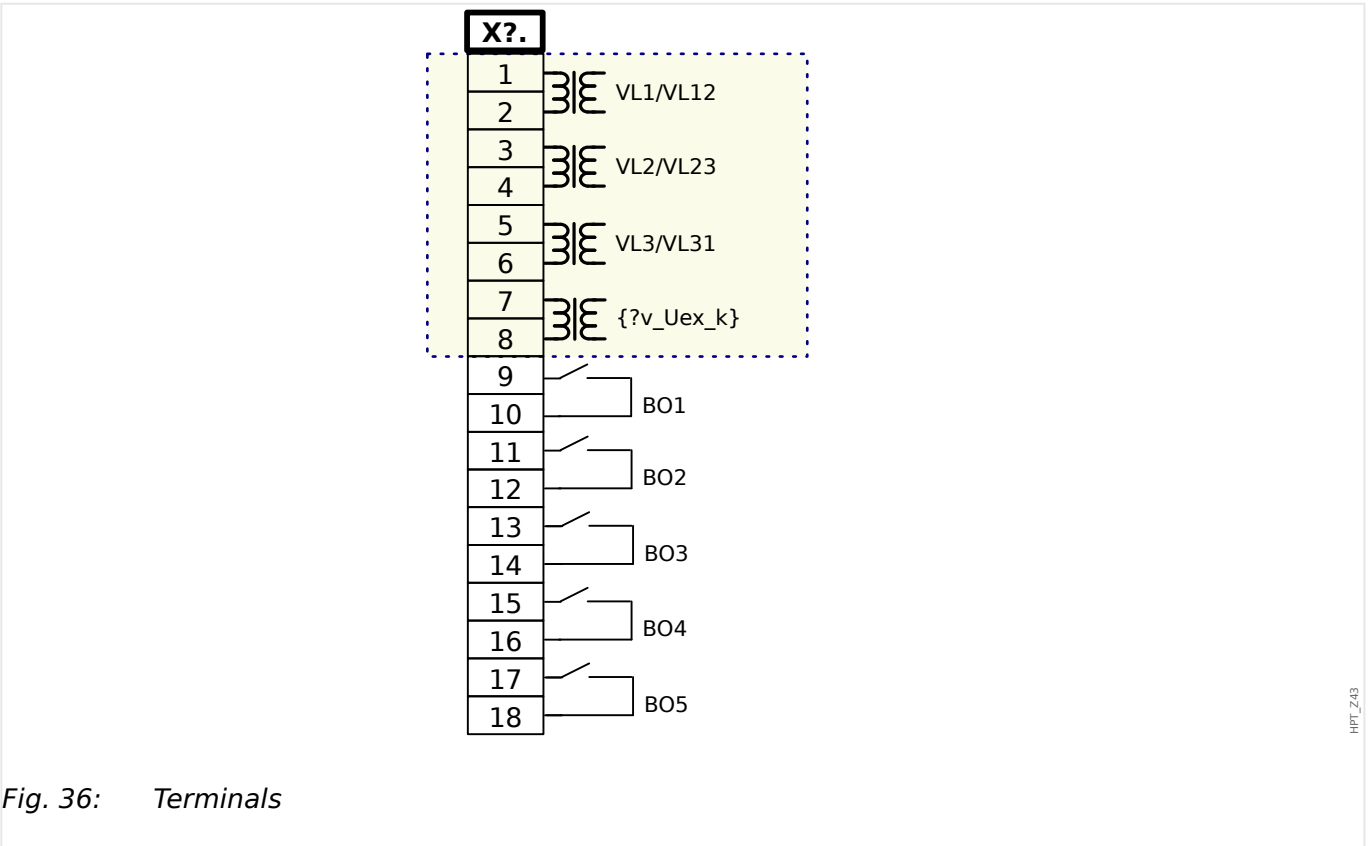 X?.
1
VL1/VL12
2
3
VL2/VL23
4
5
VL3/VL31
6
7
{?v_Uex_k}
8
9
BO1
10
11
BO2
12
13
BO3
14
15
BO4
16
17
BO5
18
HPT_Z43
Fig. 36: Terminals